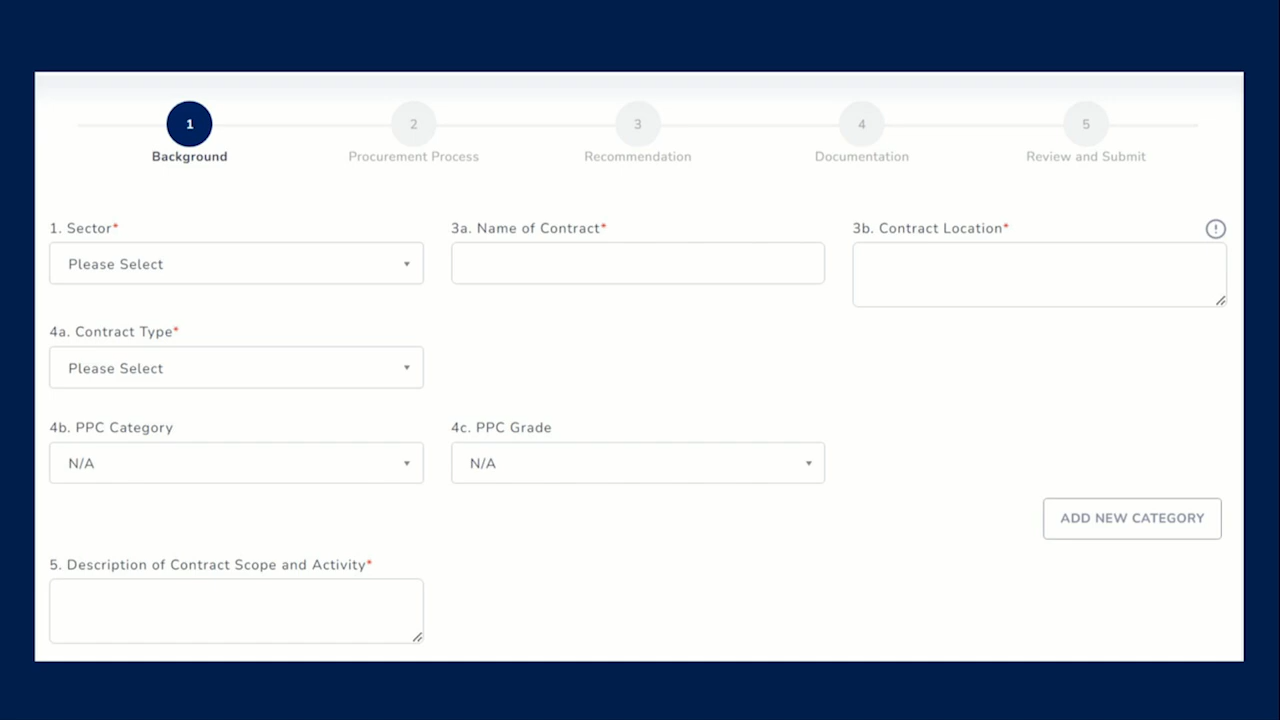 1 2 3 4 5
Background Procurement Process Recommendation Documentation Review and Submit
1. Sector* 3a. Name of Contract* 3b. Contract Location* !
Please Select
4a. Contract Type*
Please Select
4b. PPC Category 4c. PPC Grade
N/A N/A
ADD NEW CATEGORY
5. Description of Contract Scope and Activity*